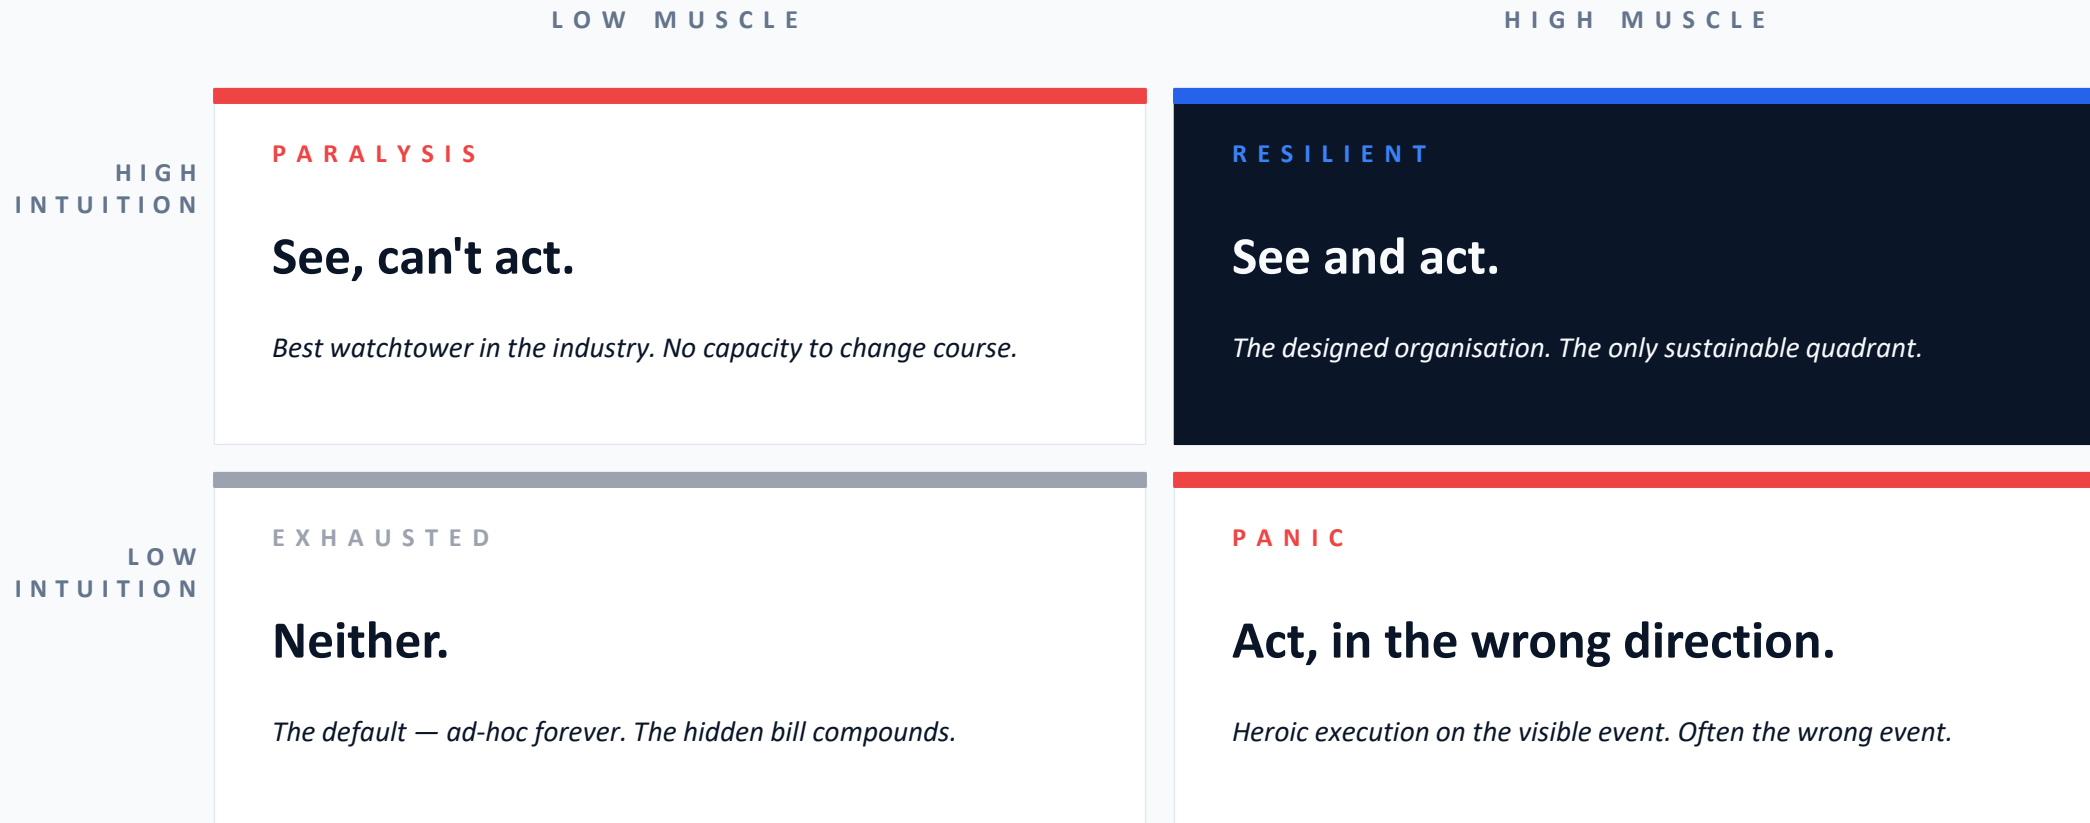 LOW MUSCLE
HIGH MUSCLE
HIGH
INTUITION
PARALYSIS
See, can't act.
Best watchtower in the industry. No capacity to change course.
RESILIENT
See and act.
The designed organisation. The only sustainable quadrant.
LOW
INTUITION
EXHAUSTED
Neither.
The default — ad-hoc forever. The hidden bill compounds.
PANIC
Act, in the wrong direction.
Heroic execution on the visible event. Often the wrong event.